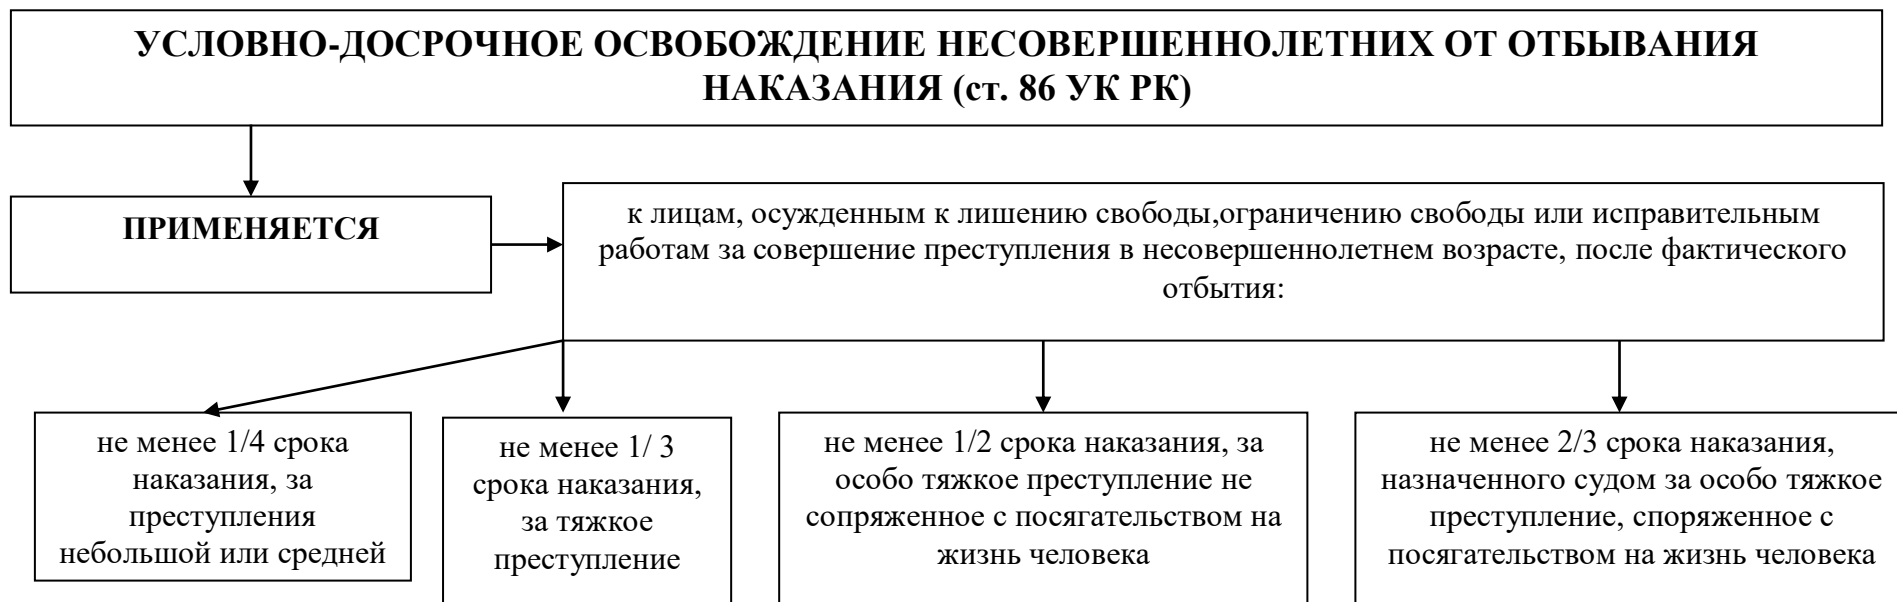 УСЛОВНО-ДОСРОЧНОЕ ОСВОБОЖДЕНИЕ НЕСОВЕРШЕННОЛЕТНИХ ОТ ОТБЫВАНИЯ
НАКАЗАНИЯ (ст. 86 УК РК)
ПРИМЕНЯЕТСЯ
к лицам, осужденным к лишению свободы,ограничению свободы или исправительным
работам за совершение преступления в несовершеннолетнем возрасте, после фактического
отбытия:
не менее 1/4 срока
наказания, за
преступления
небольшой или средней
не менее 1/ 3
срока наказания,
за тяжкое
преступление
не менее 1/2 срока наказания, за
особо тяжкое преступление не
сопряженное с посягательством на
жизнь человека
не менее 2/3 срока наказания,
назначенного судом за особо тяжкое
преступление, споряженное с
посягательством на жизнь человека